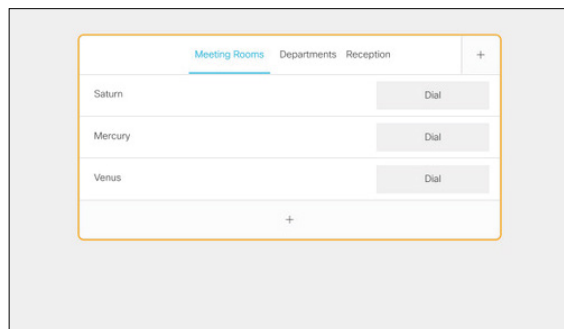 Meeting Rooms Departments Reception +
Saturn Dial
Mercury Dial
Venus Dial
+